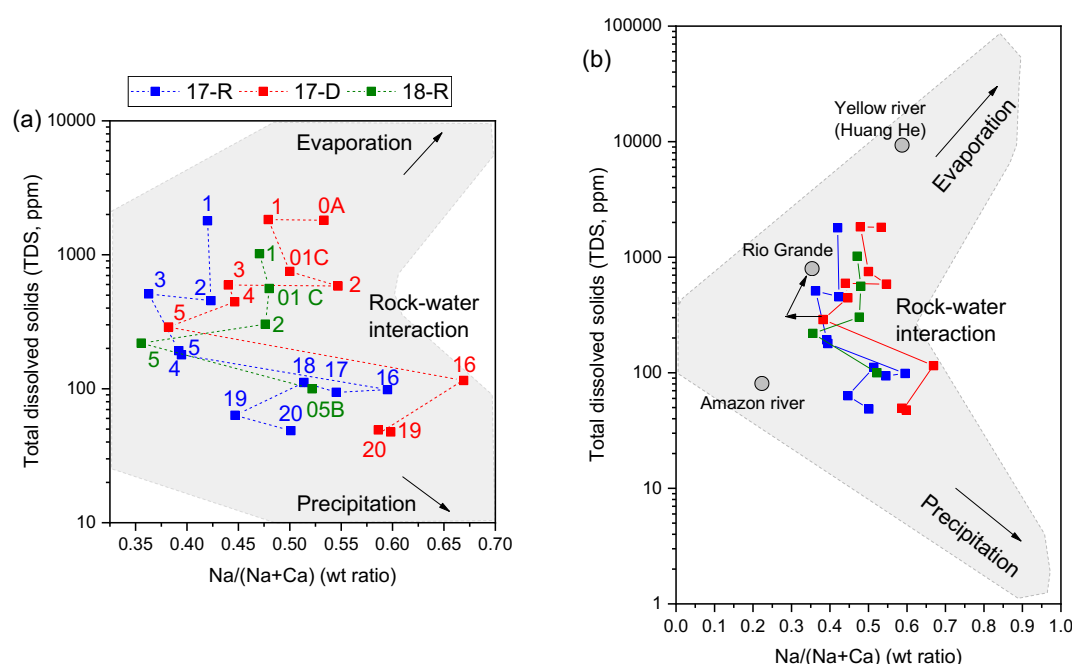 17-R 17-D 18-R
(a)
Total dissolved solids (TDS, ppm)
10000
1000
100
10
Evaporation
1
1
0A
1
01C
3
3
2
4
2
01 C
Rock-water
interaction
5
2
5
5
4
18
17
16
16
05B
19
20
20
19
Precipitation
0.35 0.40 0.45 0.50 0.55 0.60 0.65 0.70
Na/(Na+Ca) (wt ratio)
(b)
Total dissolved solids (TDS, ppm)
100000
10000
1000
100
10
1
Yellow river
(Huang He)
Evaporation
Rio Grande
Rock-water
interaction
Amazon river
Precipitation
0.0 0.1 0.2 0.3 0.4 0.5 0.6 0.7 0.8 0.9 1.0
Na/(Na+Ca) (wt ratio)